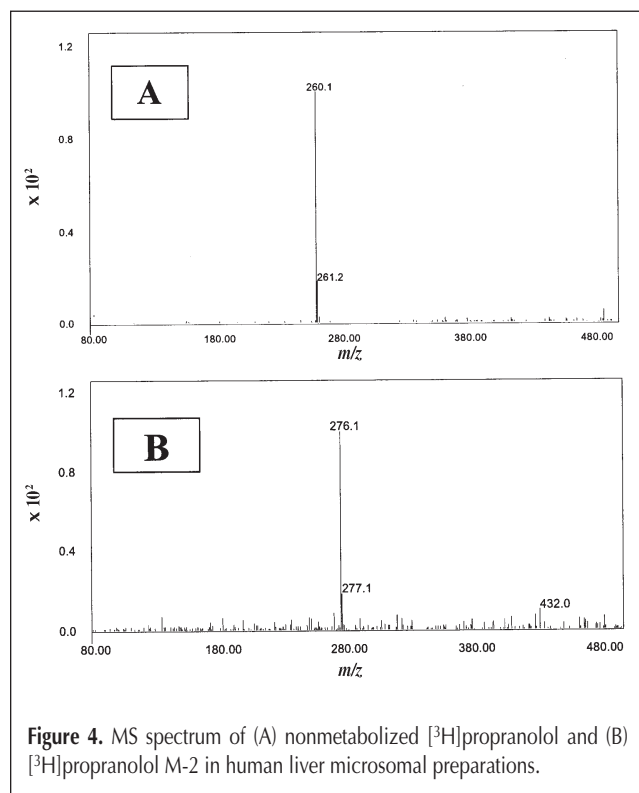 1.2
A
260.1
0.8
x 10²
0.4
261.2
0.0
80.00 180.00 280.00 380.00 480.00
m/z
1.2
B
276.1
0.8
x 10²
0.4
277.1
432.0
0.0
80.00 180.00 280.00 380.00 480.00
m/z
Figure 4. MS spectrum of (A) nonmetabolized [³H]propranolol and (B)
[³H]propranolol M-2 in human liver microsomal preparations.